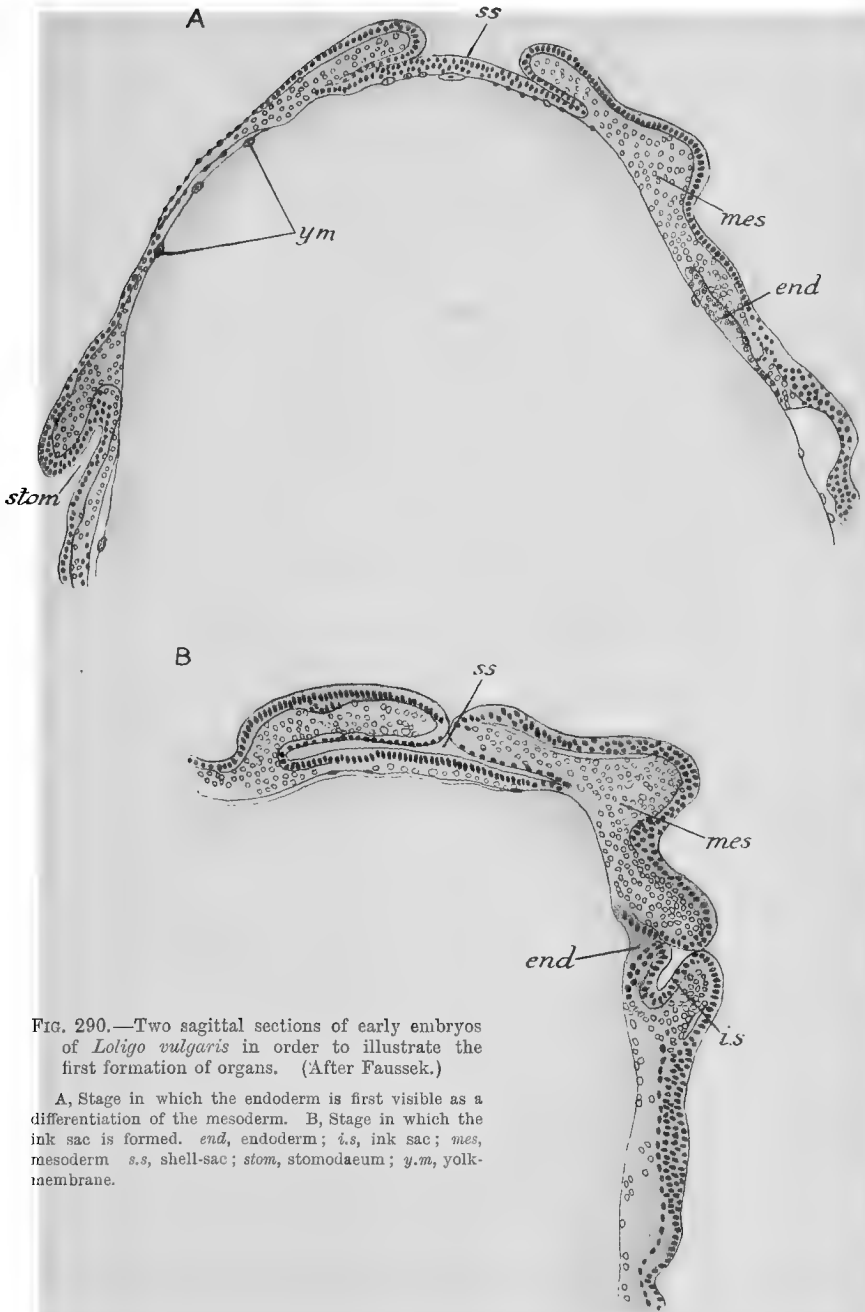 A
ss
mes
ym
end
stom
B
ss
mes
end
i.s
FIG. 290.—Two sagittal sections of early embryos
of Loligo vulgaris in order to illustrate the
first formation of organs. (After Faussek.)
A, Stage in which the endoderm is first visible as a
differentiation of the mesoderm. B, Stage in which the
ink sac is formed. end, endoderm; i.s, ink sac; mes,
mesoderm s.s, shell-sac; stom, stomodaeum; y.m, yolk-
membrane.